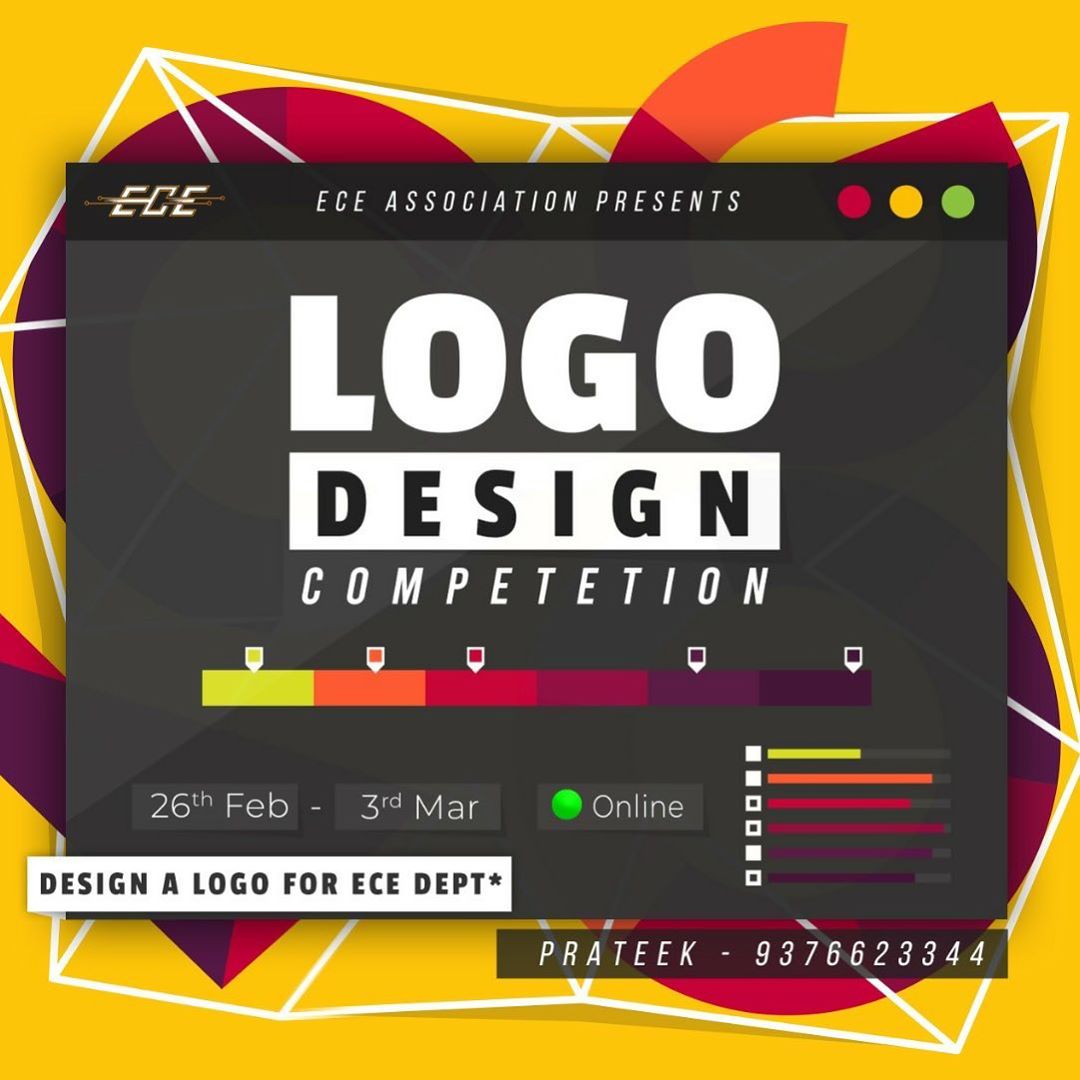 ECE
ECE ASSOCIATION PRESENTS
LOGO
DESIGN
COMPETETION
26th Feb - 3rd Mar
Online
DESIGN A LOGO FOR ECE DEPT*
PRATEEK - 9376623344